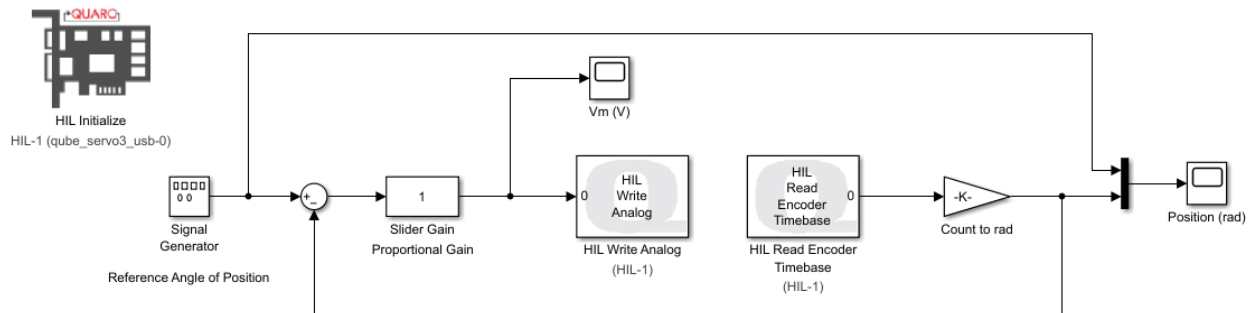 QUARC
HIL Initialize
HIL-1 (qube_servo3_usb-0)
Vm (V)
0 0
Signal
Generator
Reference Angle of Position
+
-
1
Slider Gain
Proportional Gain
0
HIL
Write
Analog
HIL Write Analog
(HIL-1)
HIL
Read
Encoder
Timebase
0
HIL Read Encoder
Timebase
(HIL-1)
-K-
Count to rad
Position (rad)